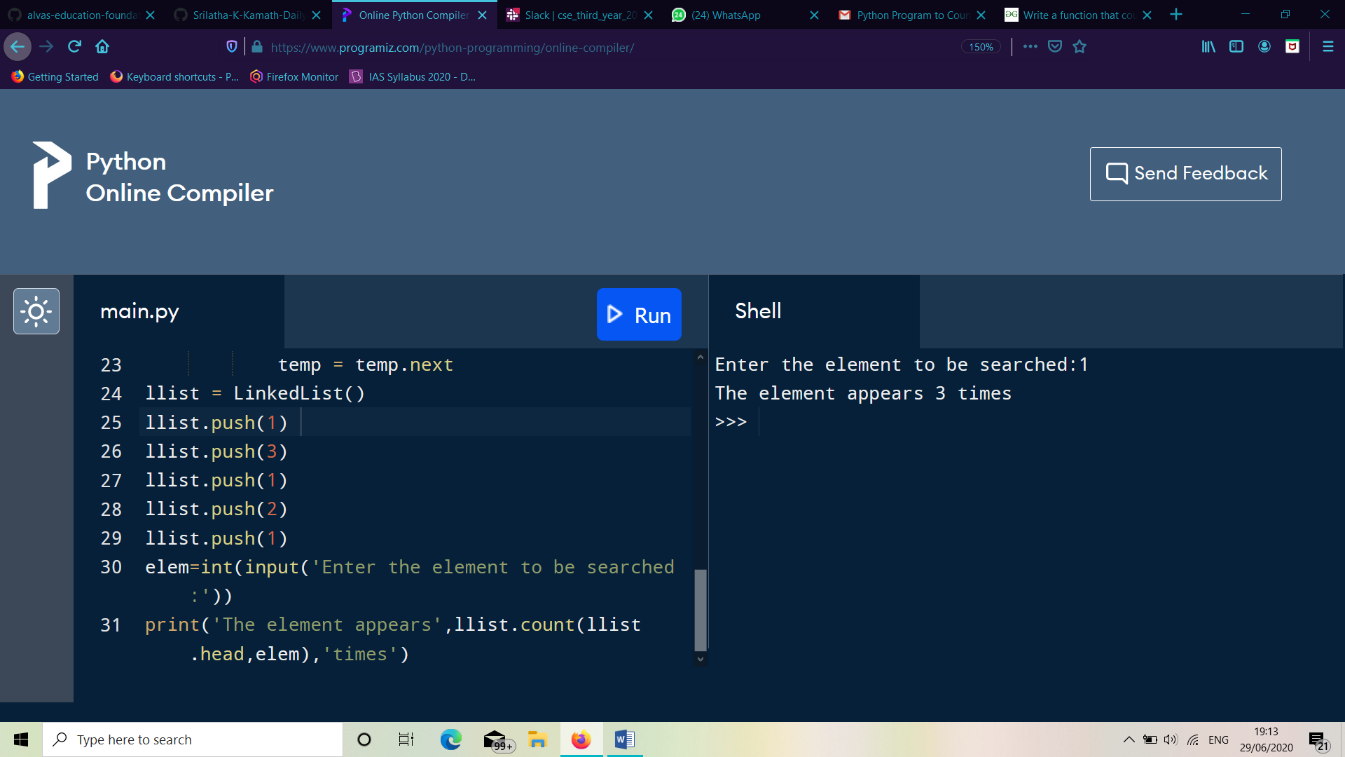 alvas-education-founda
Srilatha-K-Kamath-Dail
Online Python Compiler
Slack | cse_third_year_20
(24) WhatsApp
Python Program to Coun
Write a function that co
https://www.programiz.com/python-programming/online-compiler/
150%
Getting Started
Keyboard shortcuts - P...
Firefox Monitor
IAS Syllabus 2020 - D...
Python
Online Compiler
Send Feedback
main.py
Run
Shell
23 temp = temp.next
24 llist = LinkedList()
25 llist.push(1)
26 llist.push(3)
27 llist.push(1)
28 llist.push(2)
29 llist.push(1)
30 elem=int(input('Enter the element to be searched
:'))
31 print('The element appears',llist.count(llist
.head,elem),'times')
Enter the element to be searched:1
The element appears 3 times
>>>
Type here to search
99+
ENG
19:13
29/06/2020
21